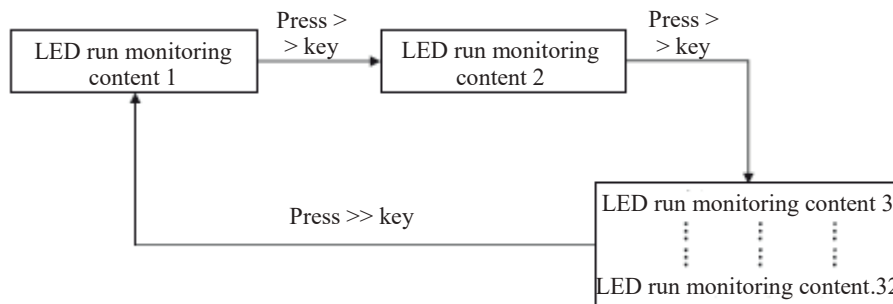 LED run monitoring
content 1
Press >
> key
LED run monitoring
content 2
Press >
> key
LED run monitoring content 3
LED run monitoring content.32
Press >> key